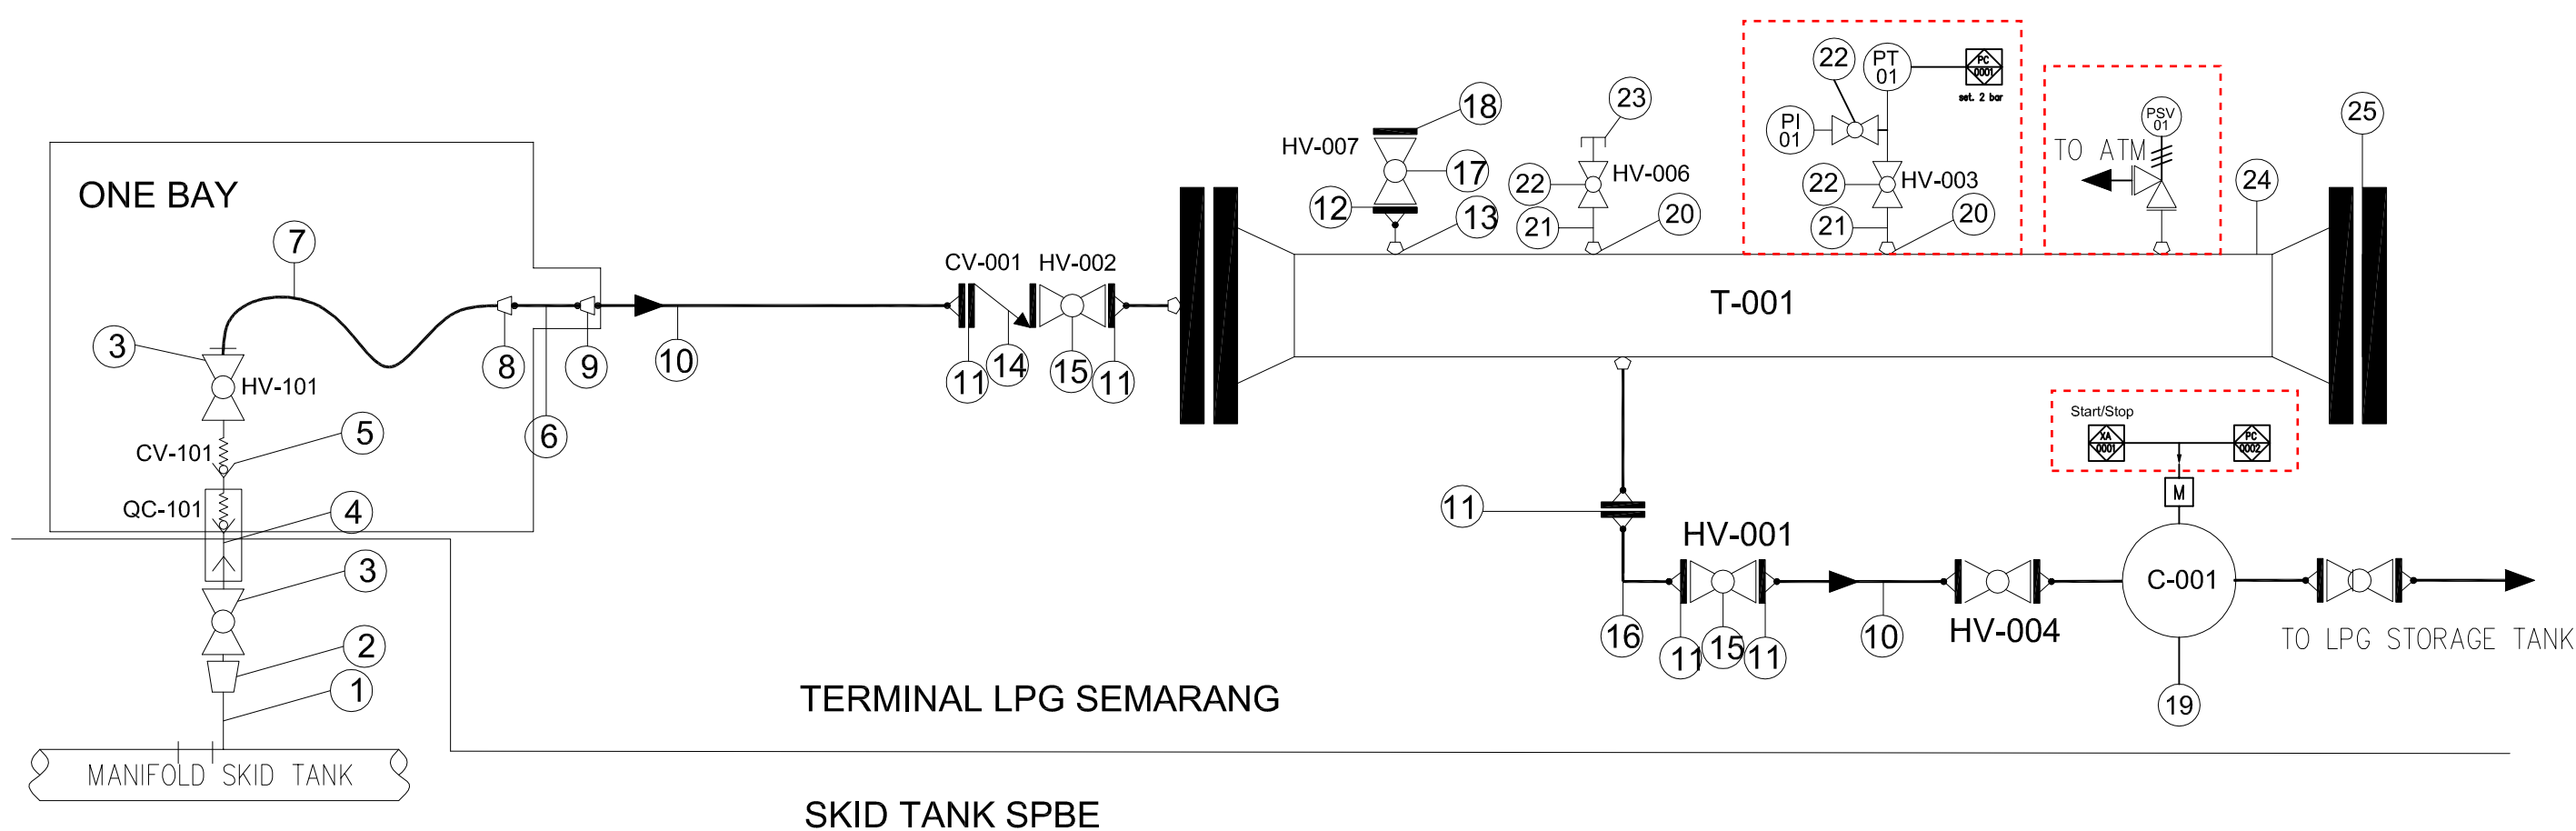 ONE BAY
7
3
HV-101
CV-101
5
QC-101
4
3
2
1
MANIFOLD SKID TANK
8
9
6
10
CV-001
HV-002
11
14
15
11
HV-007
18
17
12
13
23
22
HV-006
21
20
22
PT
01
PC
0001
set. 2 bar
PI
01
22
HV-003
21
20
PSV
01
TO ATM
24
25
T-001
Start/Stop
XA
0001
PC
0002
M
11
HV-001
16
11
15
11
10
HV-004
C-001
19
TO LPG STORAGE TANK
TERMINAL LPG SEMARANG
SKID TANK SPBE